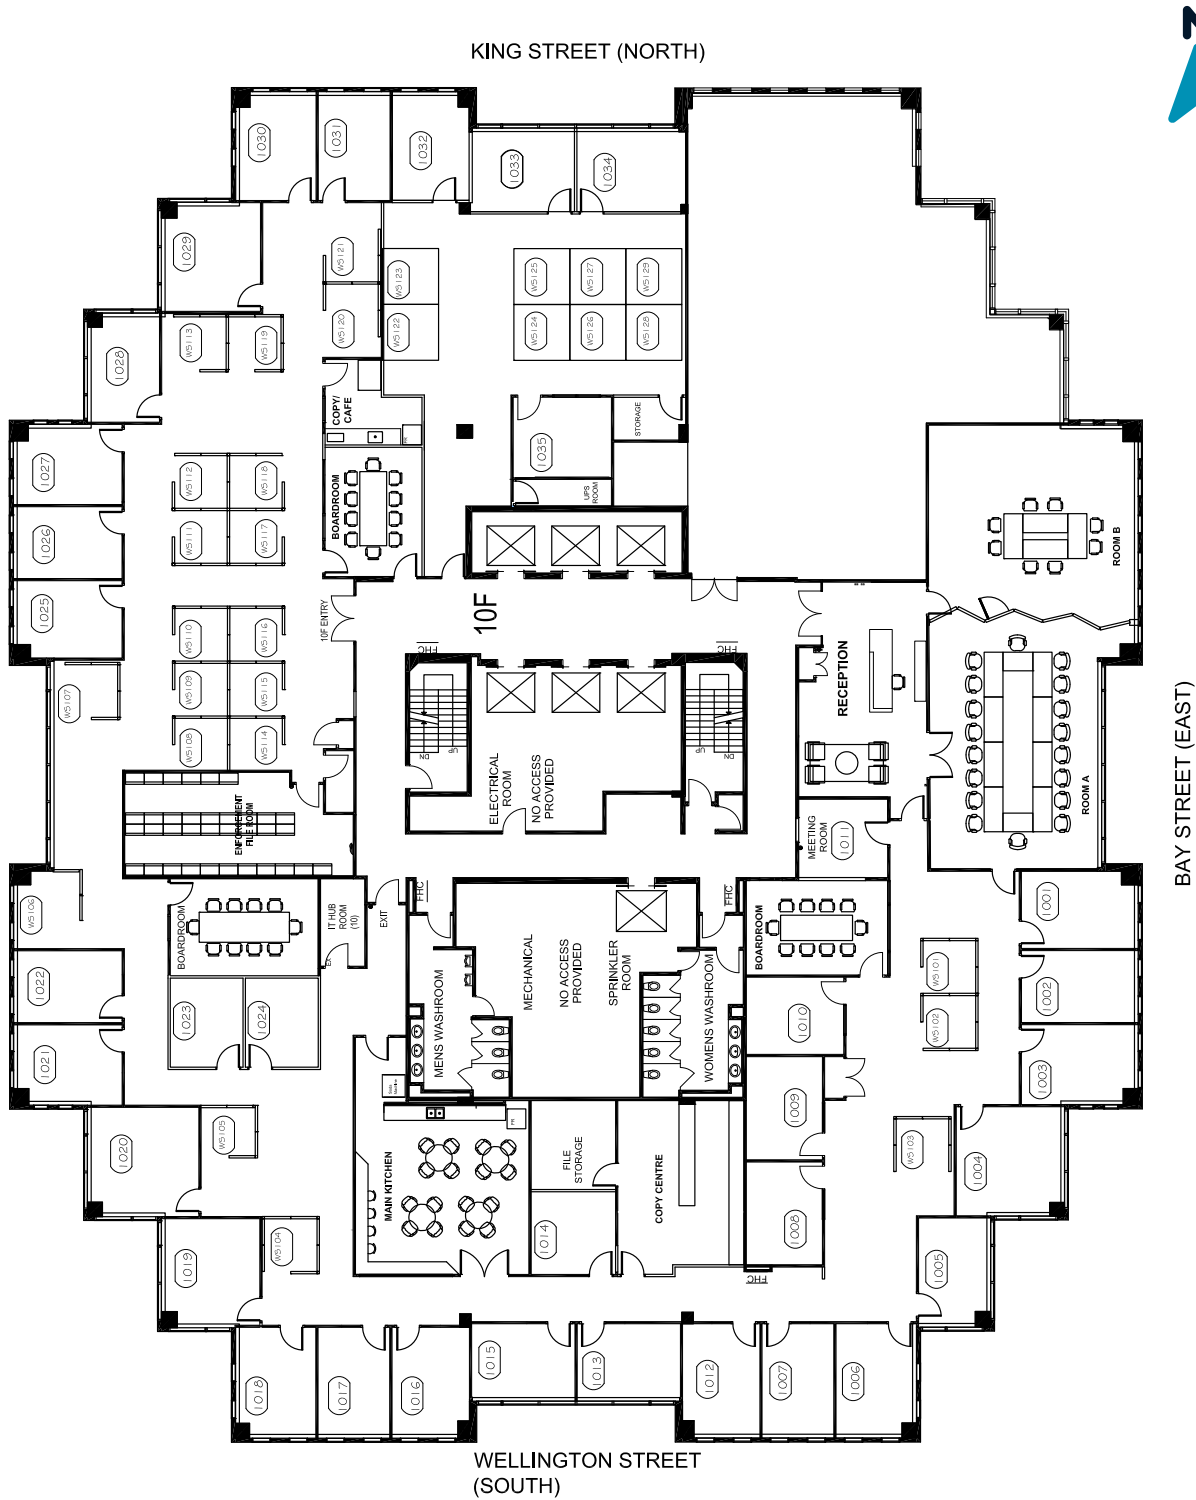 N
KING STREET (NORTH)
1030
1031
1032
1033
1034
1029
WS121
WS123
WS125
WS127
WS129
WS120
WS122
WS124
WS126
WS128
1028
WS113
WS119
COPY/
CAFE
FR
STORAGE
1035
1027
WS112
WS118
BOARDROOM
UPS
ROOM
1026
WS111
WS117
ROOM B
1025
WS110
WS116
10F ENTRY
10F
FHC
FHC
WS107
WS109
WS115
RECEPTION
WS108
WS114
DN
UP
UP
DN
ELECTRICAL
ROOM
NO ACCESS
PROVIDED
ROOM A
BAY STREET (EAST)
ENFORCEMENT
FILE ROOM
MEETING
ROOM
1011
WS106
BOARDROOM
IT HUB
ROOM
(10)
EXIT
FHC
FHC
BOARDROOM
1001
EX
MECHANICAL
NO ACCESS
PROVIDED
SPRINKLER
ROOM
WS101
1022
1023
1024
MENS WASHROOM
WOMENS WASHROOM
1010
WS102
1002
1021
1003
1009
1020
WS105
FR
MAIN KITCHEN
FILE
STORAGE
COPY CENTRE
WS103
1004
1019
WS104
1014
1008
1005
FHC
1018
1017
1016
1015
1013
1012
1007
1006
WELLINGTON STREET
(SOUTH)